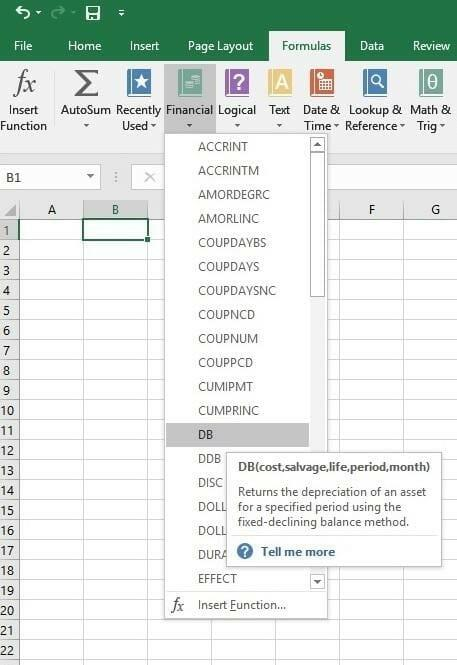 File Home Insert Page Layout Formulas Data Review
fx
Σ
A
θ
Insert Function
AutoSum
Recently Used
Financial
Logical
Text
Date & Time
Lookup & Reference
Math & Trig
B1
A B F G
1
2
3
4
5
6
7
8
9
10
11
12
13
14
15
16
17
18
19
20
21
22
ACCRINT
ACCRINTM
AMORDEGRC
AMORLINC
COUPDAYBS
COUPDAYS
COUPDAYSNC
COUPNCD
COUPNUM
COUPPCD
CUMIPMT
CUMPRINC
DB
DDB
DISC
DOLL
DOLL
DURA
EFFECT
fx Insert Function...
DB(cost,salvage,life,period,month)
Returns the depreciation of an asset
for a specified period using the
fixed-declining balance method.
? Tell me more